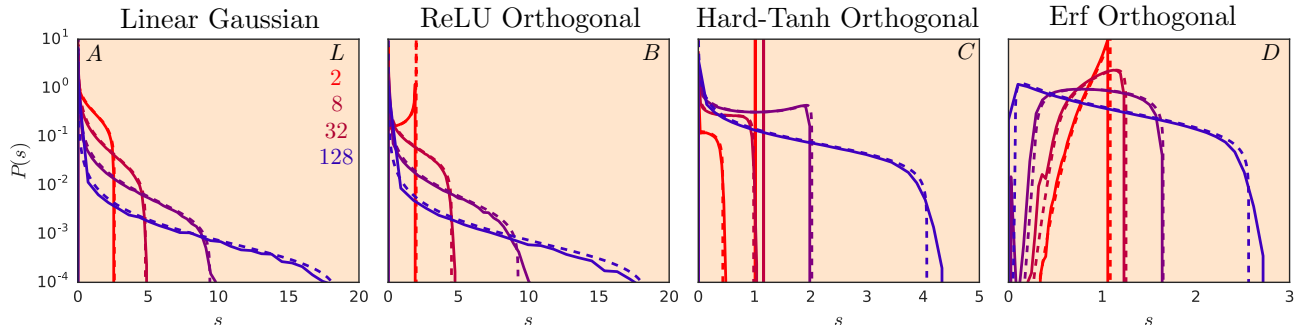 Linear Gaussian
ReLU Orthogonal
Hard-Tanh Orthogonal
Erf Orthogonal
A L
2
8
32
128
B
C
D
P(s)
10^1
10^0
10^-1
10^-2
10^-3
10^-4
0 5 10 15 20
0 5 10 15 20
0 1 2 3 4 5
0 1 2 3
s
s
s
s